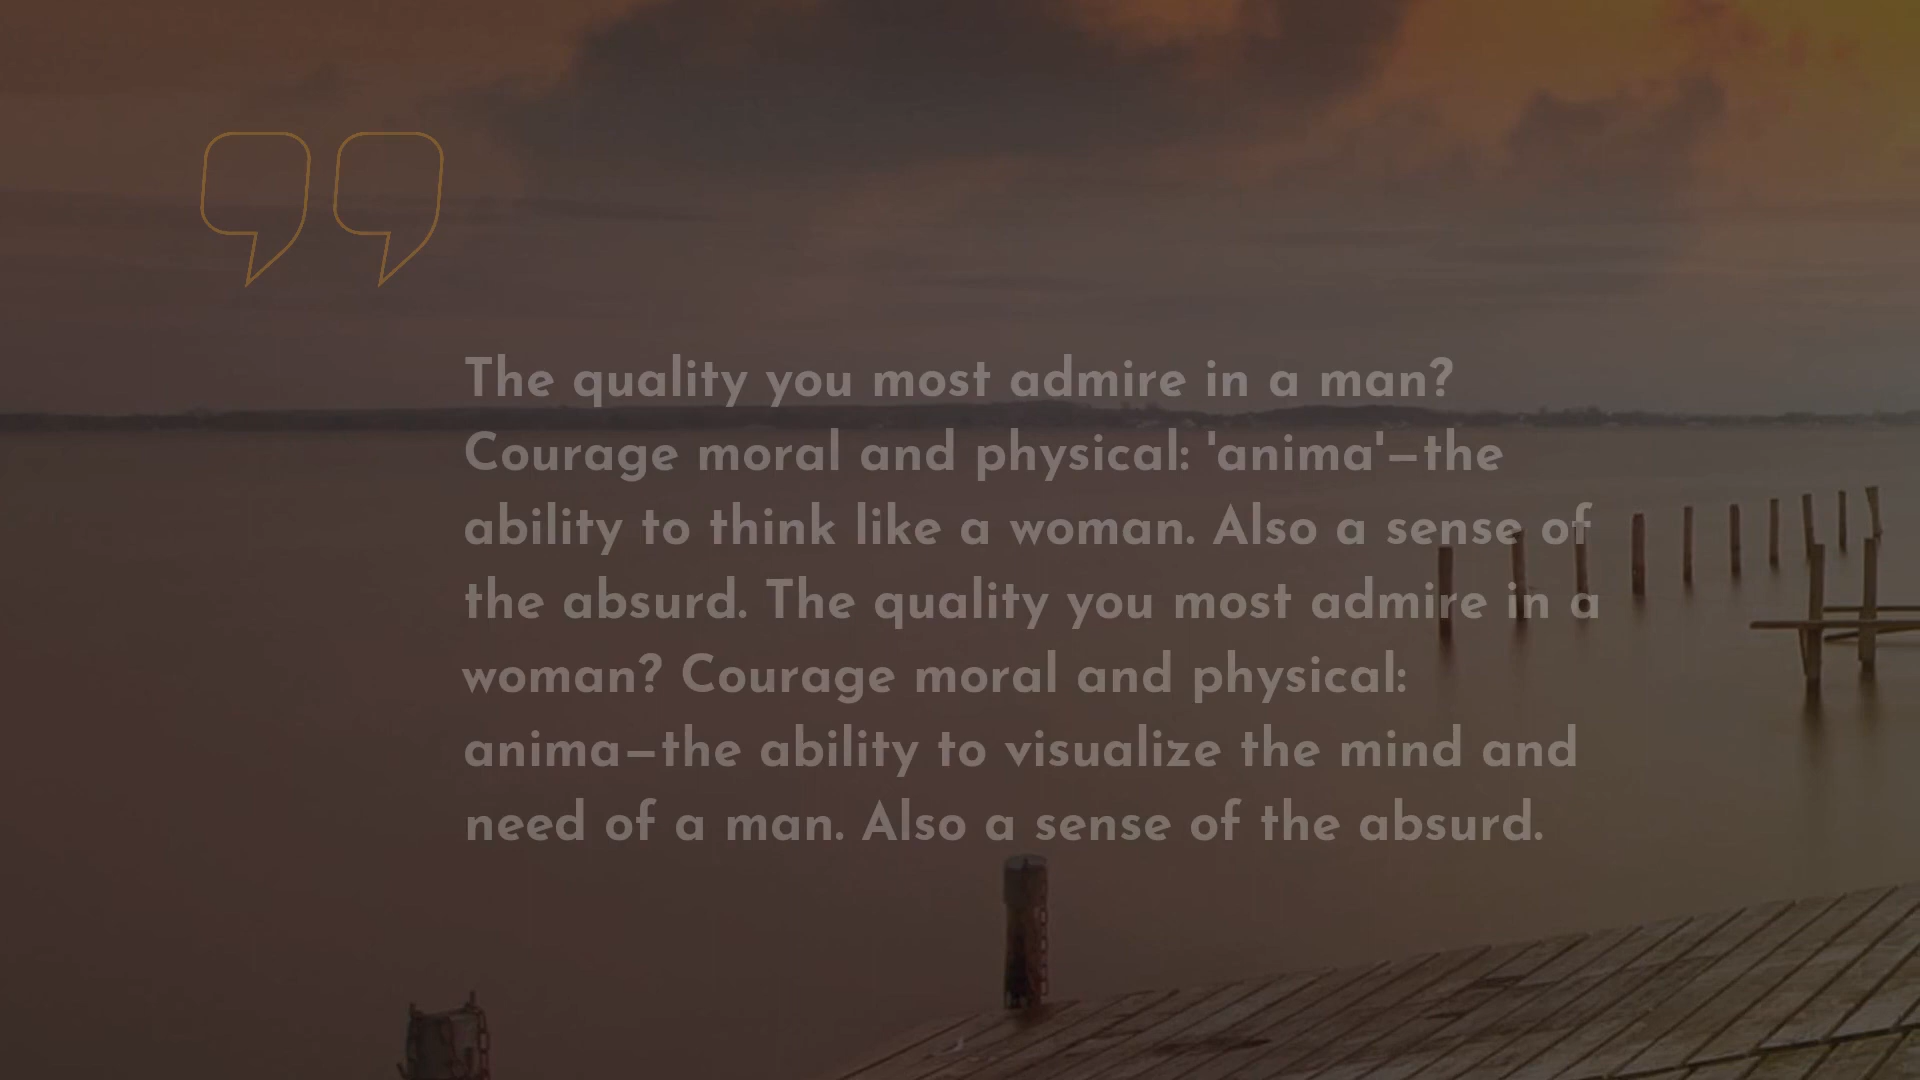 The quality you most admire in a man?
Courage moral and physical: 'anima'—the
ability to think like a woman. Also a sense of
the absurd. The quality you most admire in a
woman? Courage moral and physical:
anima—the ability to visualize the mind and
need of a man. Also a sense of the absurd.